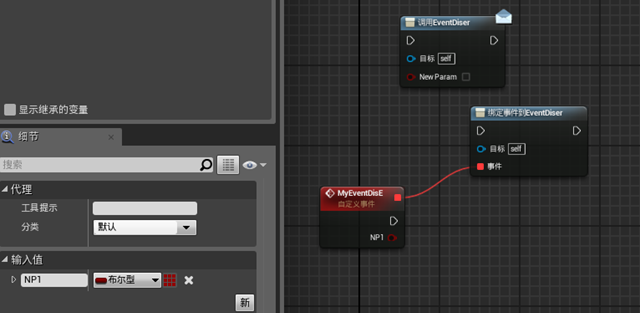 显示继承的变量
细节
搜索
代理
工具提示
分类
默认
输入值
NP1
布尔型
新
调用EventDiser
目标
self
New Param
绑定事件到EventDiser
目标
self
事件
MyEventDisE
自定义事件
NP1